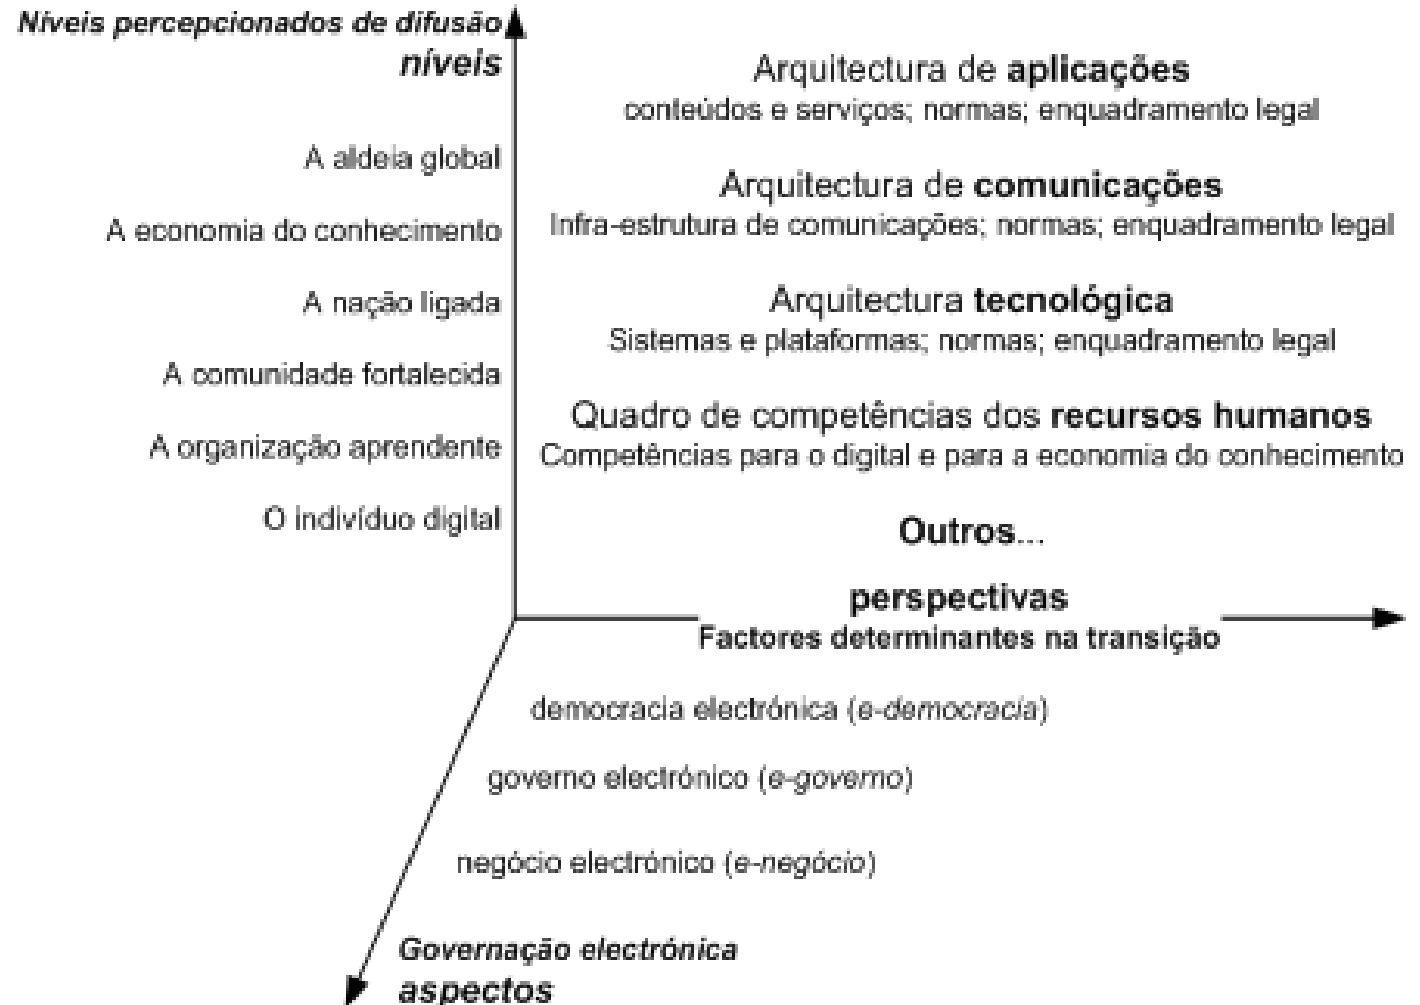 Níveis percepcionados de difusão
níveis
A aldeia global
A economia do conhecimento
A nação ligada
A comunidade fortalecida
A organização aprendente
O indivíduo digital
Arquitectura de aplicações
conteúdos e serviços; normas; enquadramento legal
Arquitectura de comunicações
Infra-estrutura de comunicações; normas; enquadramento legal
Arquitectura tecnológica
Sistemas e plataformas; normas; enquadramento legal
Quadro de competências dos recursos humanos
Competências para o digital e para a economia do conhecimento
Outros...
perspectivas
Factores determinantes na transição
democracia electrónica (e-democracia)
governo electrónico (e-governo)
negócio electrónico (e-negócio)
Governação electrónica
aspectos